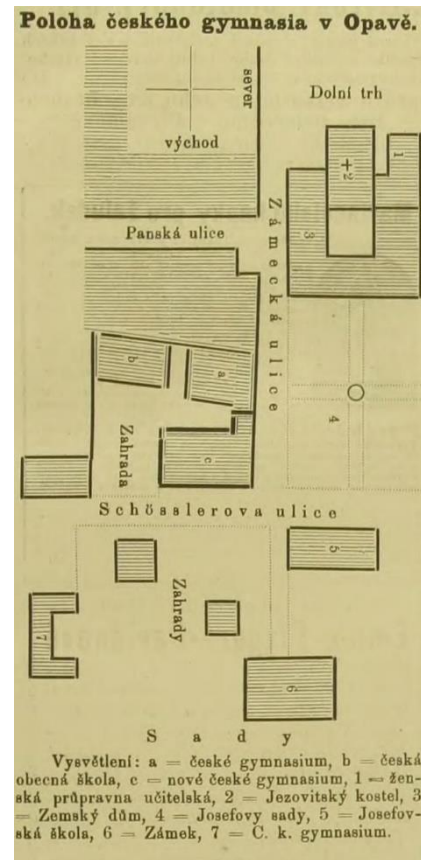 Poloha českého gymnasia v Opavě.
sever
východ
Dolní trh
1
2
3
Panská ulice
Zámecká ulice
b
a
4
c
Zahrada
Schösslerova ulice
5
Zahrady
7
6
Sady
Vysvětlení: a = české gymnasium, b = česká
obecná škola, c = nové české gymnasium, 1 = žen-
ská průpravna učitelská, 2 = Jezovitský kostel, 3
= Zemský dům, 4 = Josefovy sady, 5 = Josefov-
ská škola, 6 = Zámek, 7 = C. k. gymnasium.